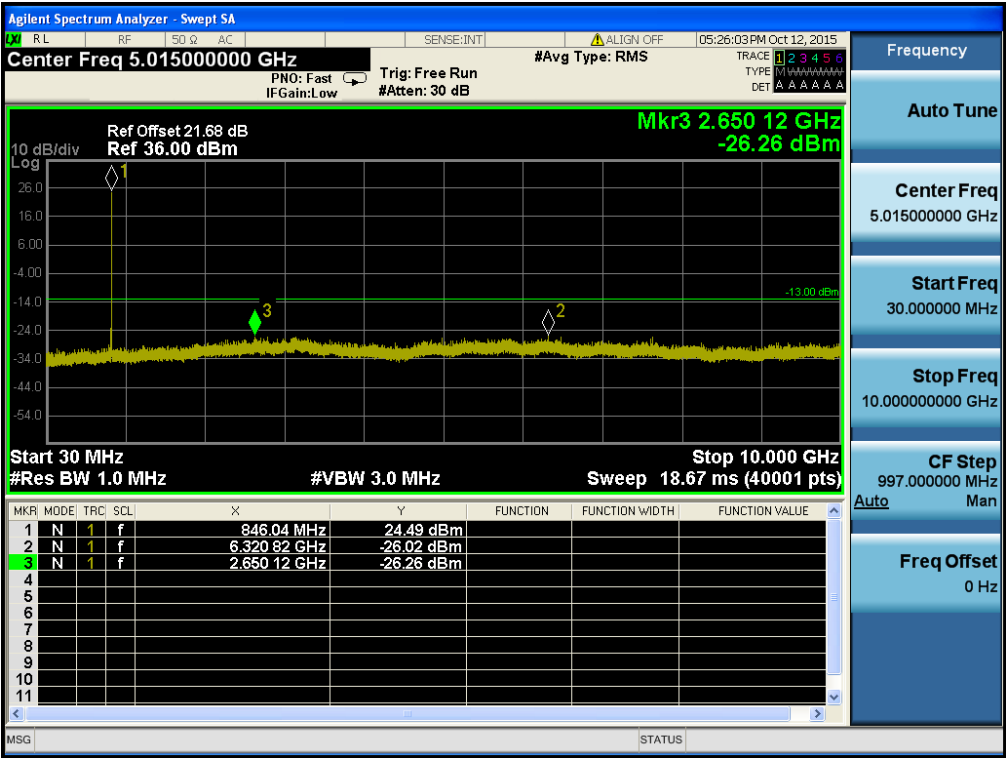 Agilent Spectrum Analyzer - Swept SA
LXI RL RF 50 Ω AC SENSE:INT ALIGN OFF 05:26:03 PM Oct 12, 2015
Center Freq 5.015000000 GHz
PNO: Fast
IFGain:Low
Trig: Free Run
#Atten: 30 dB
#Avg Type: RMS
TRACE 1 2 3 4 5 6
TYPE M
DET A A A A A A
Ref Offset 21.68 dB
10 dB/div Ref 36.00 dBm
Log
Mkr3 2.650 12 GHz
-26.26 dBm
1
26.0
16.0
6.00
-4.00
-13.00 dBm
-14.0
3
2
-24.0
-34.0
-44.0
-54.0
Start 30 MHz Stop 10.000 GHz
#Res BW 1.0 MHz #VBW 3.0 MHz Sweep 18.67 ms (40001 pts)
MKR MODE TRC SCL X Y FUNCTION FUNCTION WIDTH FUNCTION VALUE
1 N 1 f 846.04 MHz 24.49 dBm
2 N 1 f 6.320 82 GHz -26.02 dBm
3 N 1 f 2.650 12 GHz -26.26 dBm
4
5
6
7
8
9
10
11
MSG STATUS
Frequency
Auto Tune
Center Freq
5.015000000 GHz
Start Freq
30.000000 MHz
Stop Freq
10.000000000 GHz
CF Step
997.000000 MHz
Auto Man
Freq Offset
0 Hz